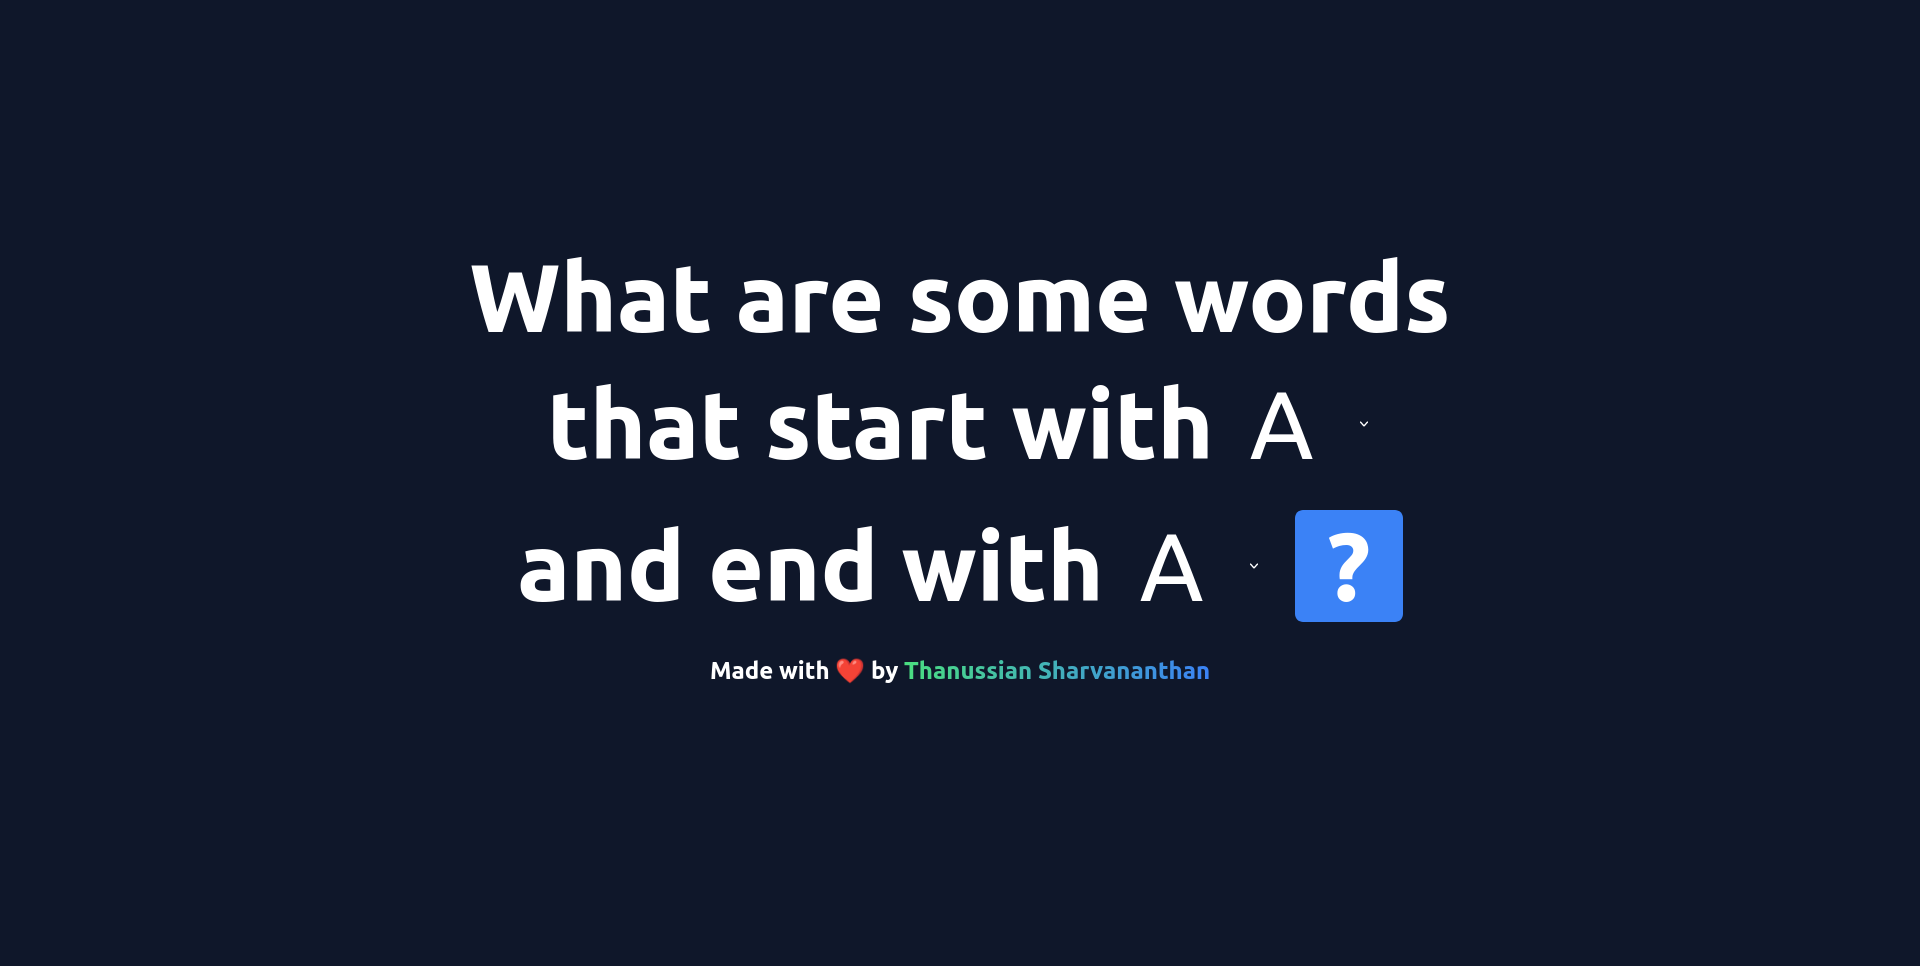 What are some words
that start with A
and end with A ?
Made with ❤️ by Thanussian Sharvananthan